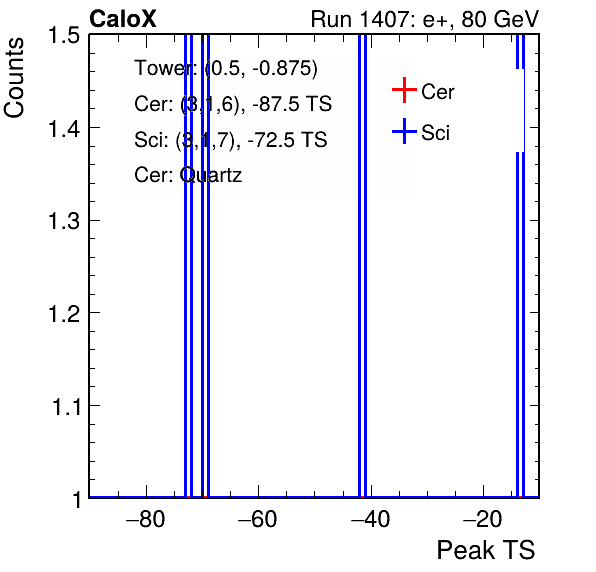 CaloX Run 1407: e+, 80 GeV
Counts
1.5
1.4
1.3
1.2
1.1
1
Tower: (0.5, -0.875)
Cer: (3,1,6), -87.5 TS
Sci: (3,1,7), -72.5 TS
Cer: Quartz
Cer
Sci
−80 −60 −40 −20
Peak TS